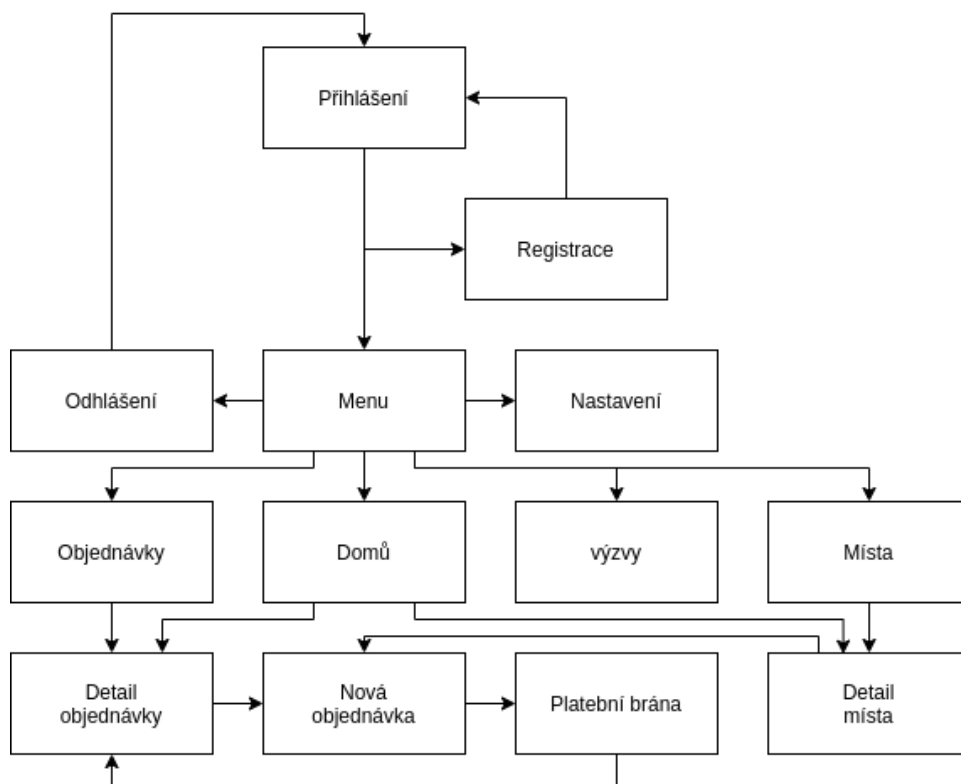 Přihlášení
Registrace
Odhlášení
Menu
Nastavení
Objednávky
Domů
výzvy
Místa
Detail
objednávky
Nová
objednávka
Platební brána
Detail
místa